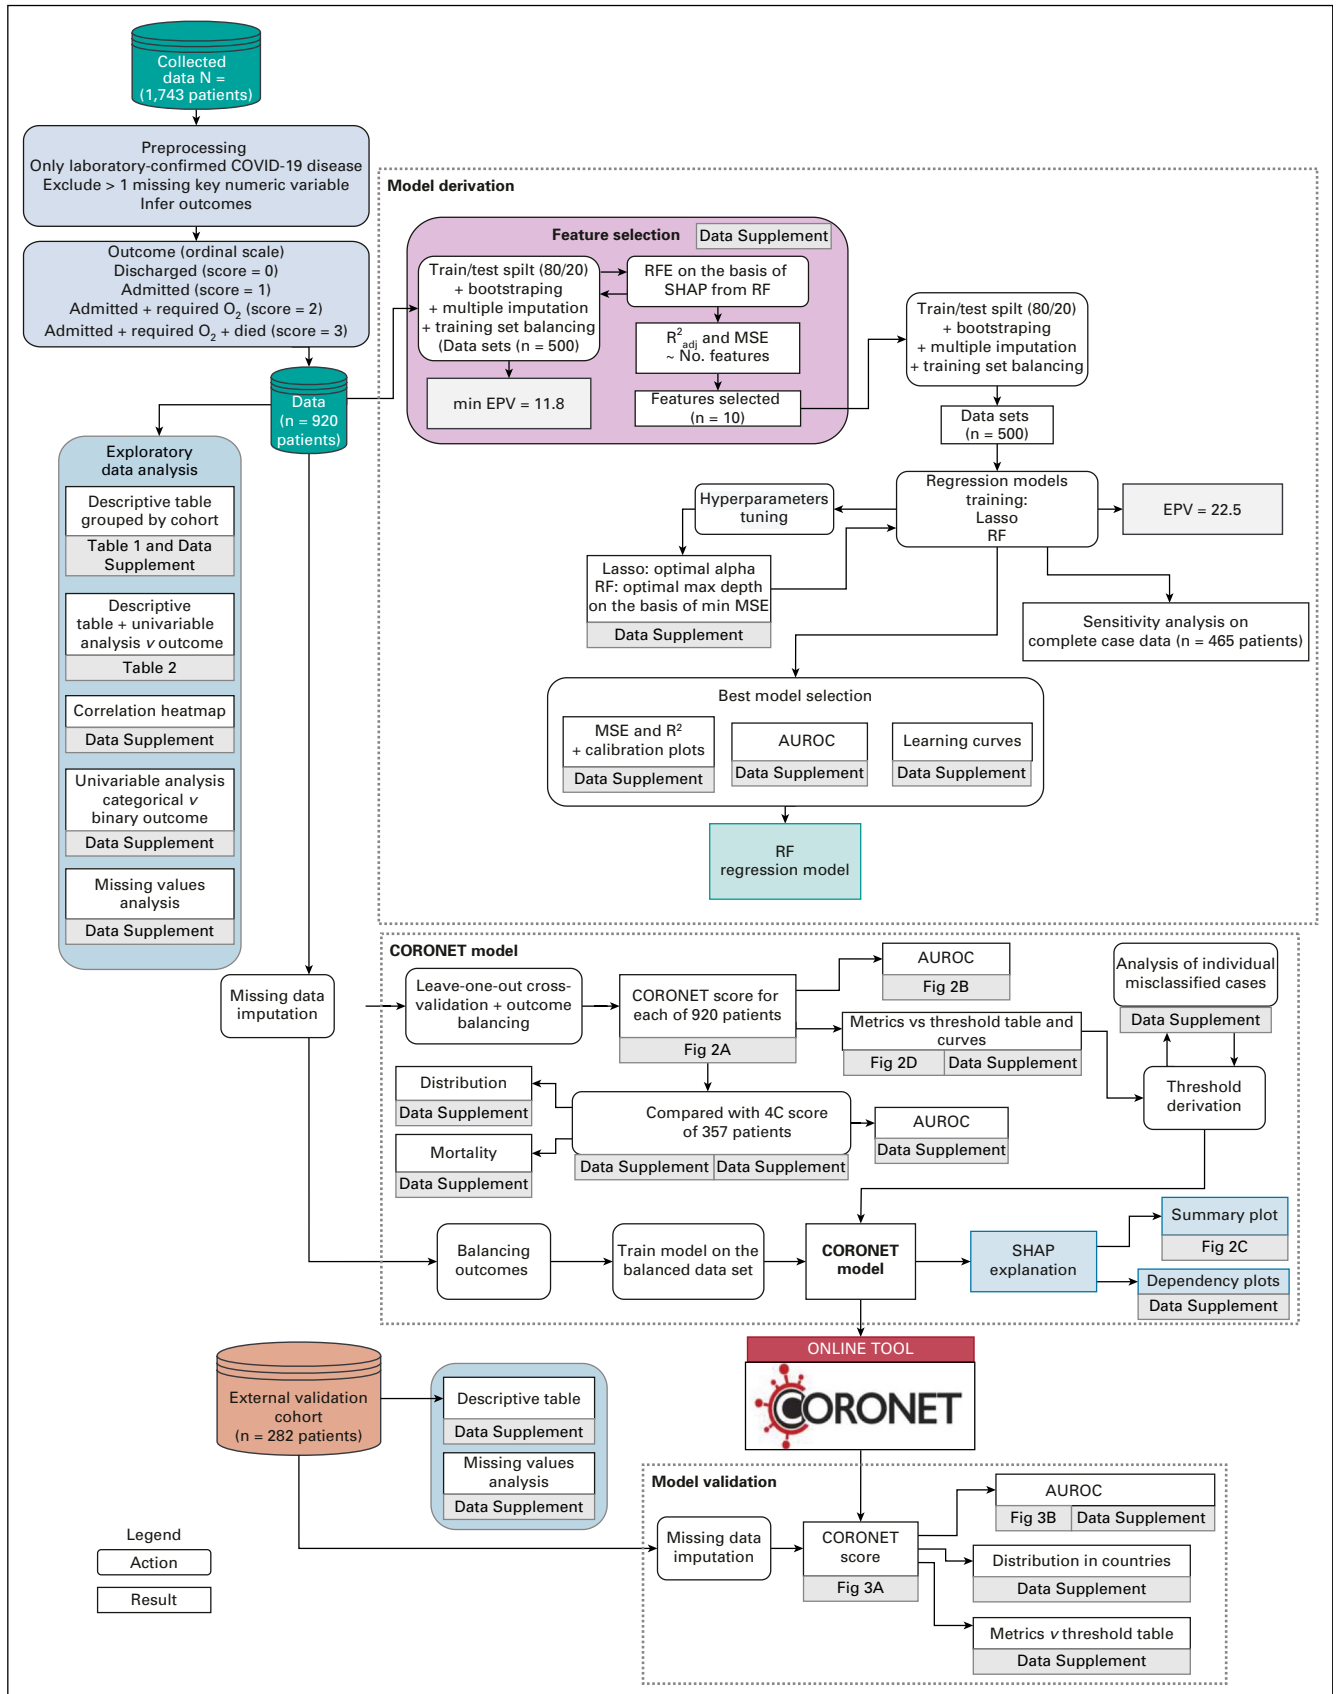 Collected
data N =
(1,743 patients)
Preprocessing
Only laboratory-confirmed COVID-19 disease
Exclude > 1 missing key numeric variable
Infer outcomes
Outcome (ordinal scale)
Discharged (score = 0)
Admitted (score = 1)
Admitted + required O₂ (score = 2)
Admitted + required O₂ + died (score = 3)
Data
(n = 920
patients)
Exploratory
data analysis
Descriptive table
grouped by cohort
Table 1 and Data
Supplement
Descriptive
table + univariable
analysis v outcome
Table 2
Correlation heatmap
Data Supplement
Univariable analysis
categorical v
binary outcome
Data Supplement
Missing values
analysis
Data Supplement
Model derivation
Feature selection
Data Supplement
Train/test spilt (80/20)
+ bootstraping
+ multiple imputation
+ training set balancing
(Data sets (n = 500)
min EPV = 11.8
RFE on the basis of
SHAP from RF
R²adj and MSE
~ No. features
Features selected
(n = 10)
Train/test spilt (80/20)
+ bootstraping
+ multiple imputation
+ training set balancing
Data sets
(n = 500)
Regression models
training:
Lasso
RF
EPV = 22.5
Hyperparameters
tuning
Lasso: optimal alpha
RF: optimal max depth
on the basis of min MSE
Data Supplement
Sensitivity analysis on
complete case data (n = 465 patients)
Best model selection
MSE and R²
+ calibration plots
Data Supplement
AUROC
Data Supplement
Learning curves
Data Supplement
RF
regression model
CORONET model
Missing data
imputation
Leave-one-out cross-
validation + outcome
balancing
CORONET score for
each of 920 patients
Fig 2A
AUROC
Fig 2B
Metrics vs threshold table and
curves
Fig 2D
Data Supplement
Analysis of individual
misclassified cases
Data Supplement
Threshold
derivation
Distribution
Data Supplement
Mortality
Data Supplement
Compared with 4C score
of 357 patients
Data Supplement
Data Supplement
AUROC
Data Supplement
Balancing
outcomes
Train model on the
balanced data set
CORONET
model
SHAP
explanation
Summary plot
Fig 2C
Dependency plots
Data Supplement
ONLINE TOOL
CORONET
External validation
cohort
(n = 282 patients)
Descriptive table
Data Supplement
Missing values
analysis
Data Supplement
Model validation
Missing data
imputation
CORONET
score
Fig 3A
AUROC
Fig 3B
Data Supplement
Distribution in countries
Data Supplement
Metrics v threshold table
Data Supplement
Legend
Action
Result